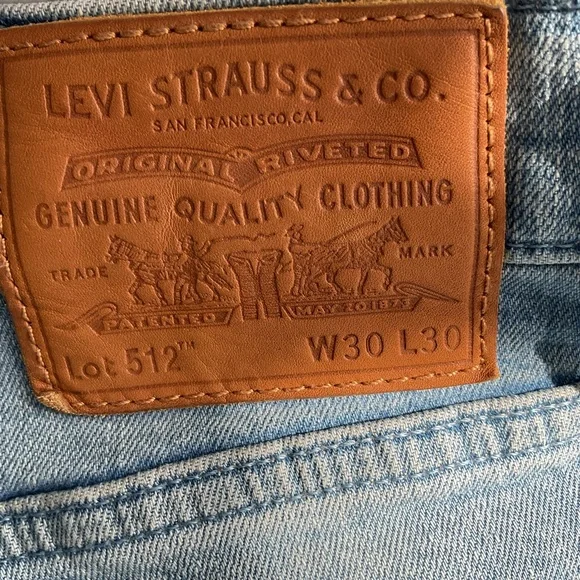 LEVI STRAUSS & CO.
SAN FRANCISCO, CAL
ORIGINAL RIVETED
GENUINE QUALITY CLOTHING
TRADE MARK
PATENTED MAY 20 1873
Lot 512™ W30 L30